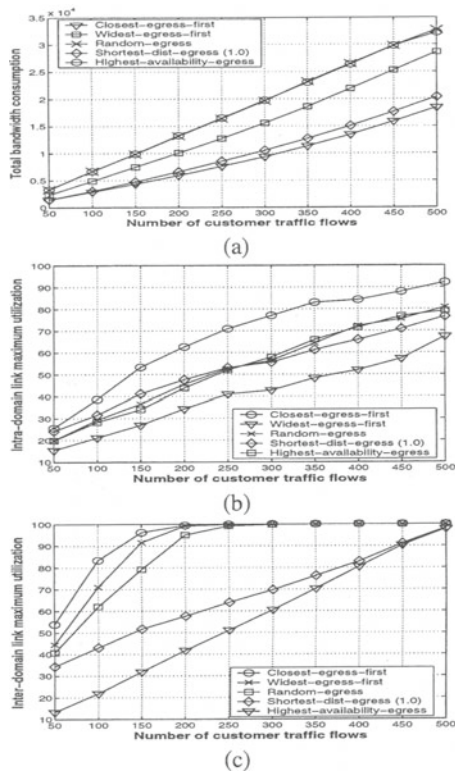 3.5 x 10⁴
3
2.5
2
1.5
1
0.5
0
Total bandwidth consumption
Closest-egress-first
Widest-egress-first
Random-egress
Shortest-dist-egress (1.0)
Highest-availability-egress
50 100 150 200 250 300 350 400 450 500
Number of customer traffic flows
(a)
100
90
80
70
60
50
40
30
20
10
Intra-domain link maximum utilization
Closest-egress-first
Widest-egress-first
Random-egress
Shortest-dist-egress (1.0)
Highest-availability-egress
50 100 150 200 250 300 350 400 450 500
Number of customer traffic flows
(b)
100
90
80
70
60
50
40
30
20
10
Inter-domain link maximum utilization
Closest-egress-first
Widest-egress-first
Random-egress
Shortest-dist-egress (1.0)
Highest-availability-egress
50 100 150 200 250 300 350 400 450 500
Number of customer traffic flows
(c)